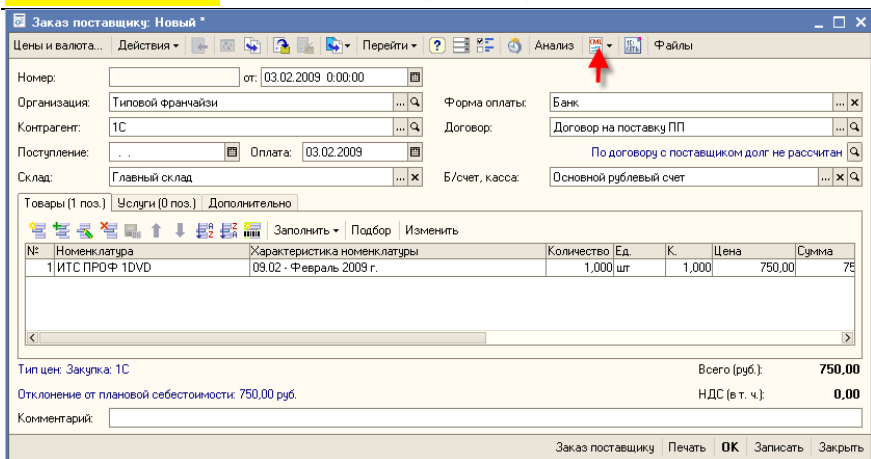 Заказ поставщику: Новый *
Цены и валюта... Действия Перейти ? Анализ Файлы
Номер: от: 03.02.2009 0:00:00
Организация: Типовой франчайзи ... Форма оплаты: Банк ... x
Контрагент: 1С ... Договор: Договор на поставку ПП ...
Поступление: . . Оплата: 03.02.2009 По договору с поставщиком долг не рассчитан
Склад: Главный склад ... x Б/счет, касса: Основной рублевый счет ... x
Товары (1 поз.) Услуги (0 поз.) Дополнительно
Заполнить Подбор Изменить
№ Номенклатура Характеристика номенклатуры Количество Ед. К. Цена Сумма
1 ИТС ПРОФ 1DVD 09.02 - Февраль 2009 г. 1,000 шт 1,000 750,00 75
Тип цен: Закупка: 1С Всего (руб.): 750,00
Отклонение от плановой себестоимости: 750,00 руб. НДС (в т. ч.): 0,00
Комментарий:
Заказ поставщику Печать OK Записать Закрыть